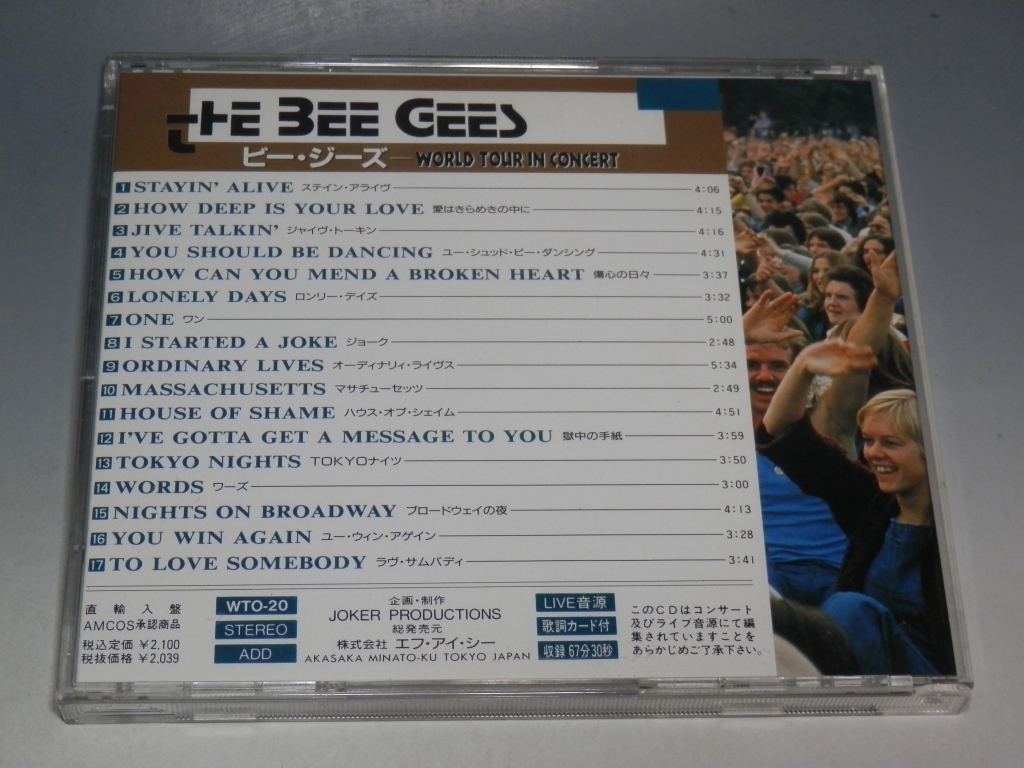 the BEE GEES
ビー・ジーズ―WORLD TOUR IN CONCERT
1 STAYIN' ALIVE ステイン・アライヴ 4:06
2 HOW DEEP IS YOUR LOVE 愛はきらめきの中に 4:15
3 JIVE TALKIN' ジャイヴ・トーキン 4:16
4 YOU SHOULD BE DANCING ユー・シュッド・ビー・ダンシング 4:31
5 HOW CAN YOU MEND A BROKEN HEART 傷心の日々 3:37
6 LONELY DAYS ロンリー・デイズ 3:32
7 ONE ワン 5:00
8 I STARTED A JOKE ジョーク 2:48
9 ORDINARY LIVES オーディナリィ・ライヴス 5:34
10 MASSACHUSETTS マサチューセッツ 2:49
11 HOUSE OF SHAME ハウス・オブ・シェイム 4:51
12 I'VE GOTTA GET A MESSAGE TO YOU 獄中の手紙 3:59
13 TOKYO NIGHTS TOKYOナイツ 3:50
14 WORDS ワーズ 3:00
15 NIGHTS ON BROADWAY ブロードウェイの夜 4:13
16 YOU WIN AGAIN ユー・ウィン・アゲイン 3:28
17 TO LOVE SOMEBODY ラヴ・サムバディ 3:41
直輸入盤
AMCOS承認商品
税込定価 ¥2,100
税抜価格 ¥2,039
WTO-20
STEREO
ADD
企画・制作
JOKER PRODUCTIONS
総発売元
株式会社 エフ・アイ・シー
AKASAKA MINATO-KU TOKYO JAPAN
LIVE音源
歌詞カード付
収録 67分30秒
このCDはコンサート
及びライブ音源にて編
集されていますことを
あらかじめご了承下さい。